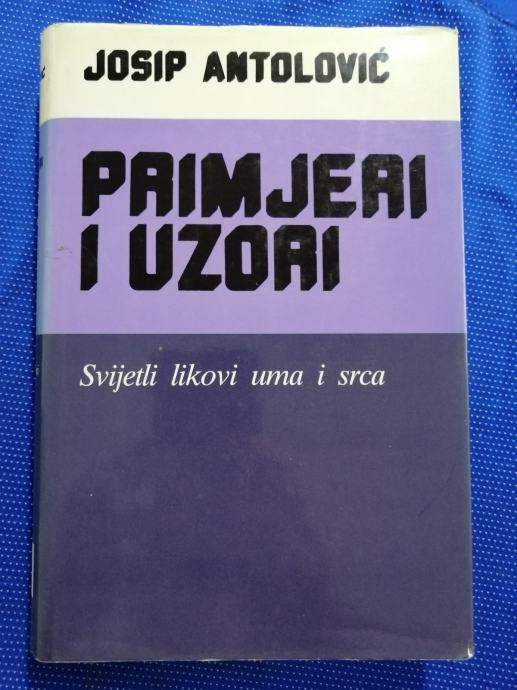 JOSIP ANTOLOVIĆ
PRIMJERI
I UZORI
Svijetli likovi uma i srca